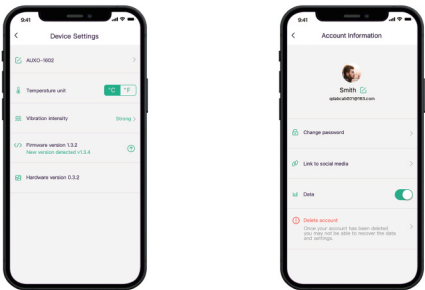 9:41
Device Settings
AUXO-1602
Temperature unit
°C
°F
Vibration intensity
Strong
Firmware version 1.3.2
New version detected v1.5.4
Hardware version 0.3.2
9:41
Account Information
Smith
Change password
Link to social media
Data
Delete account
Once your account has been deleted
you may not be able to recover the data
and settings.